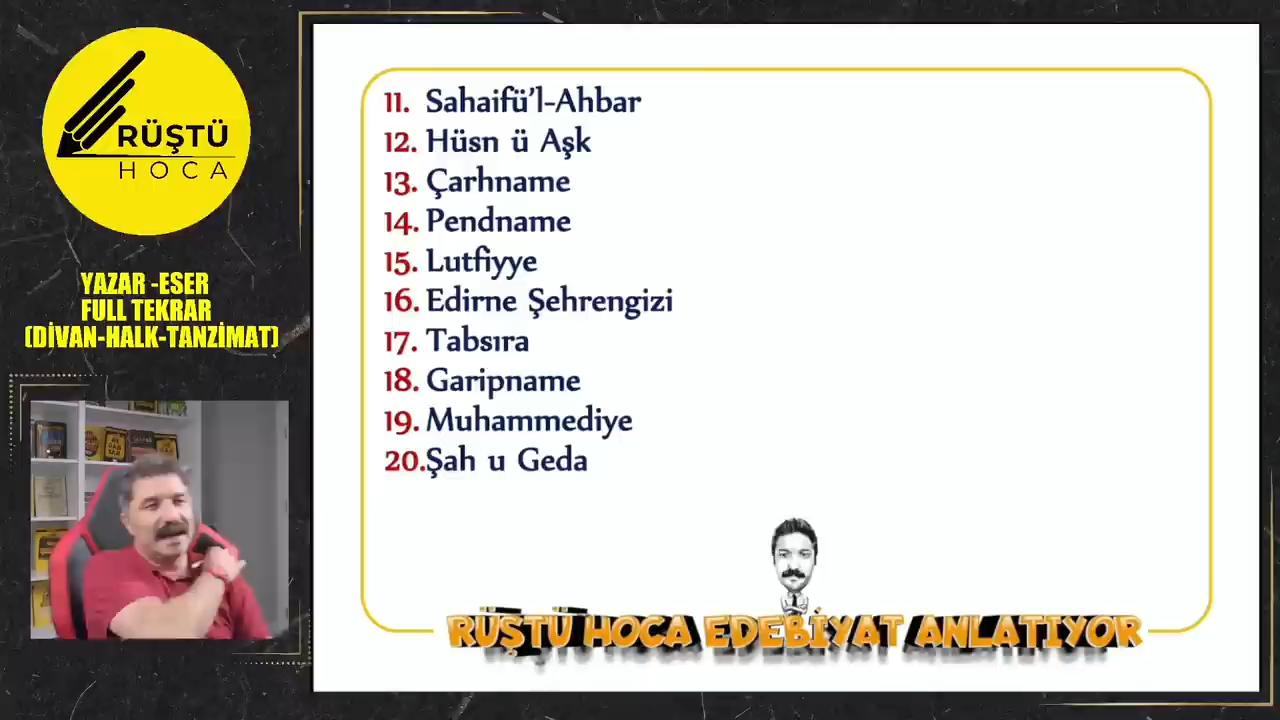 RÜŞTÜ
HOCA
YAZAR -ESER
FULL TEKRAR
(DİVAN-HALK-TANZİMAT)
11. Sahaifü'l-Ahbar
12. Hüsn ü Aşk
13. Çarhname
14. Pendname
15. Lutfiyye
16. Edirne Şehrengizi
17. Tabsıra
18. Garipname
19. Muhammediye
20.Şah u Geda
RÜŞTÜ HOCA EDEBİYAT ANLATIYOR